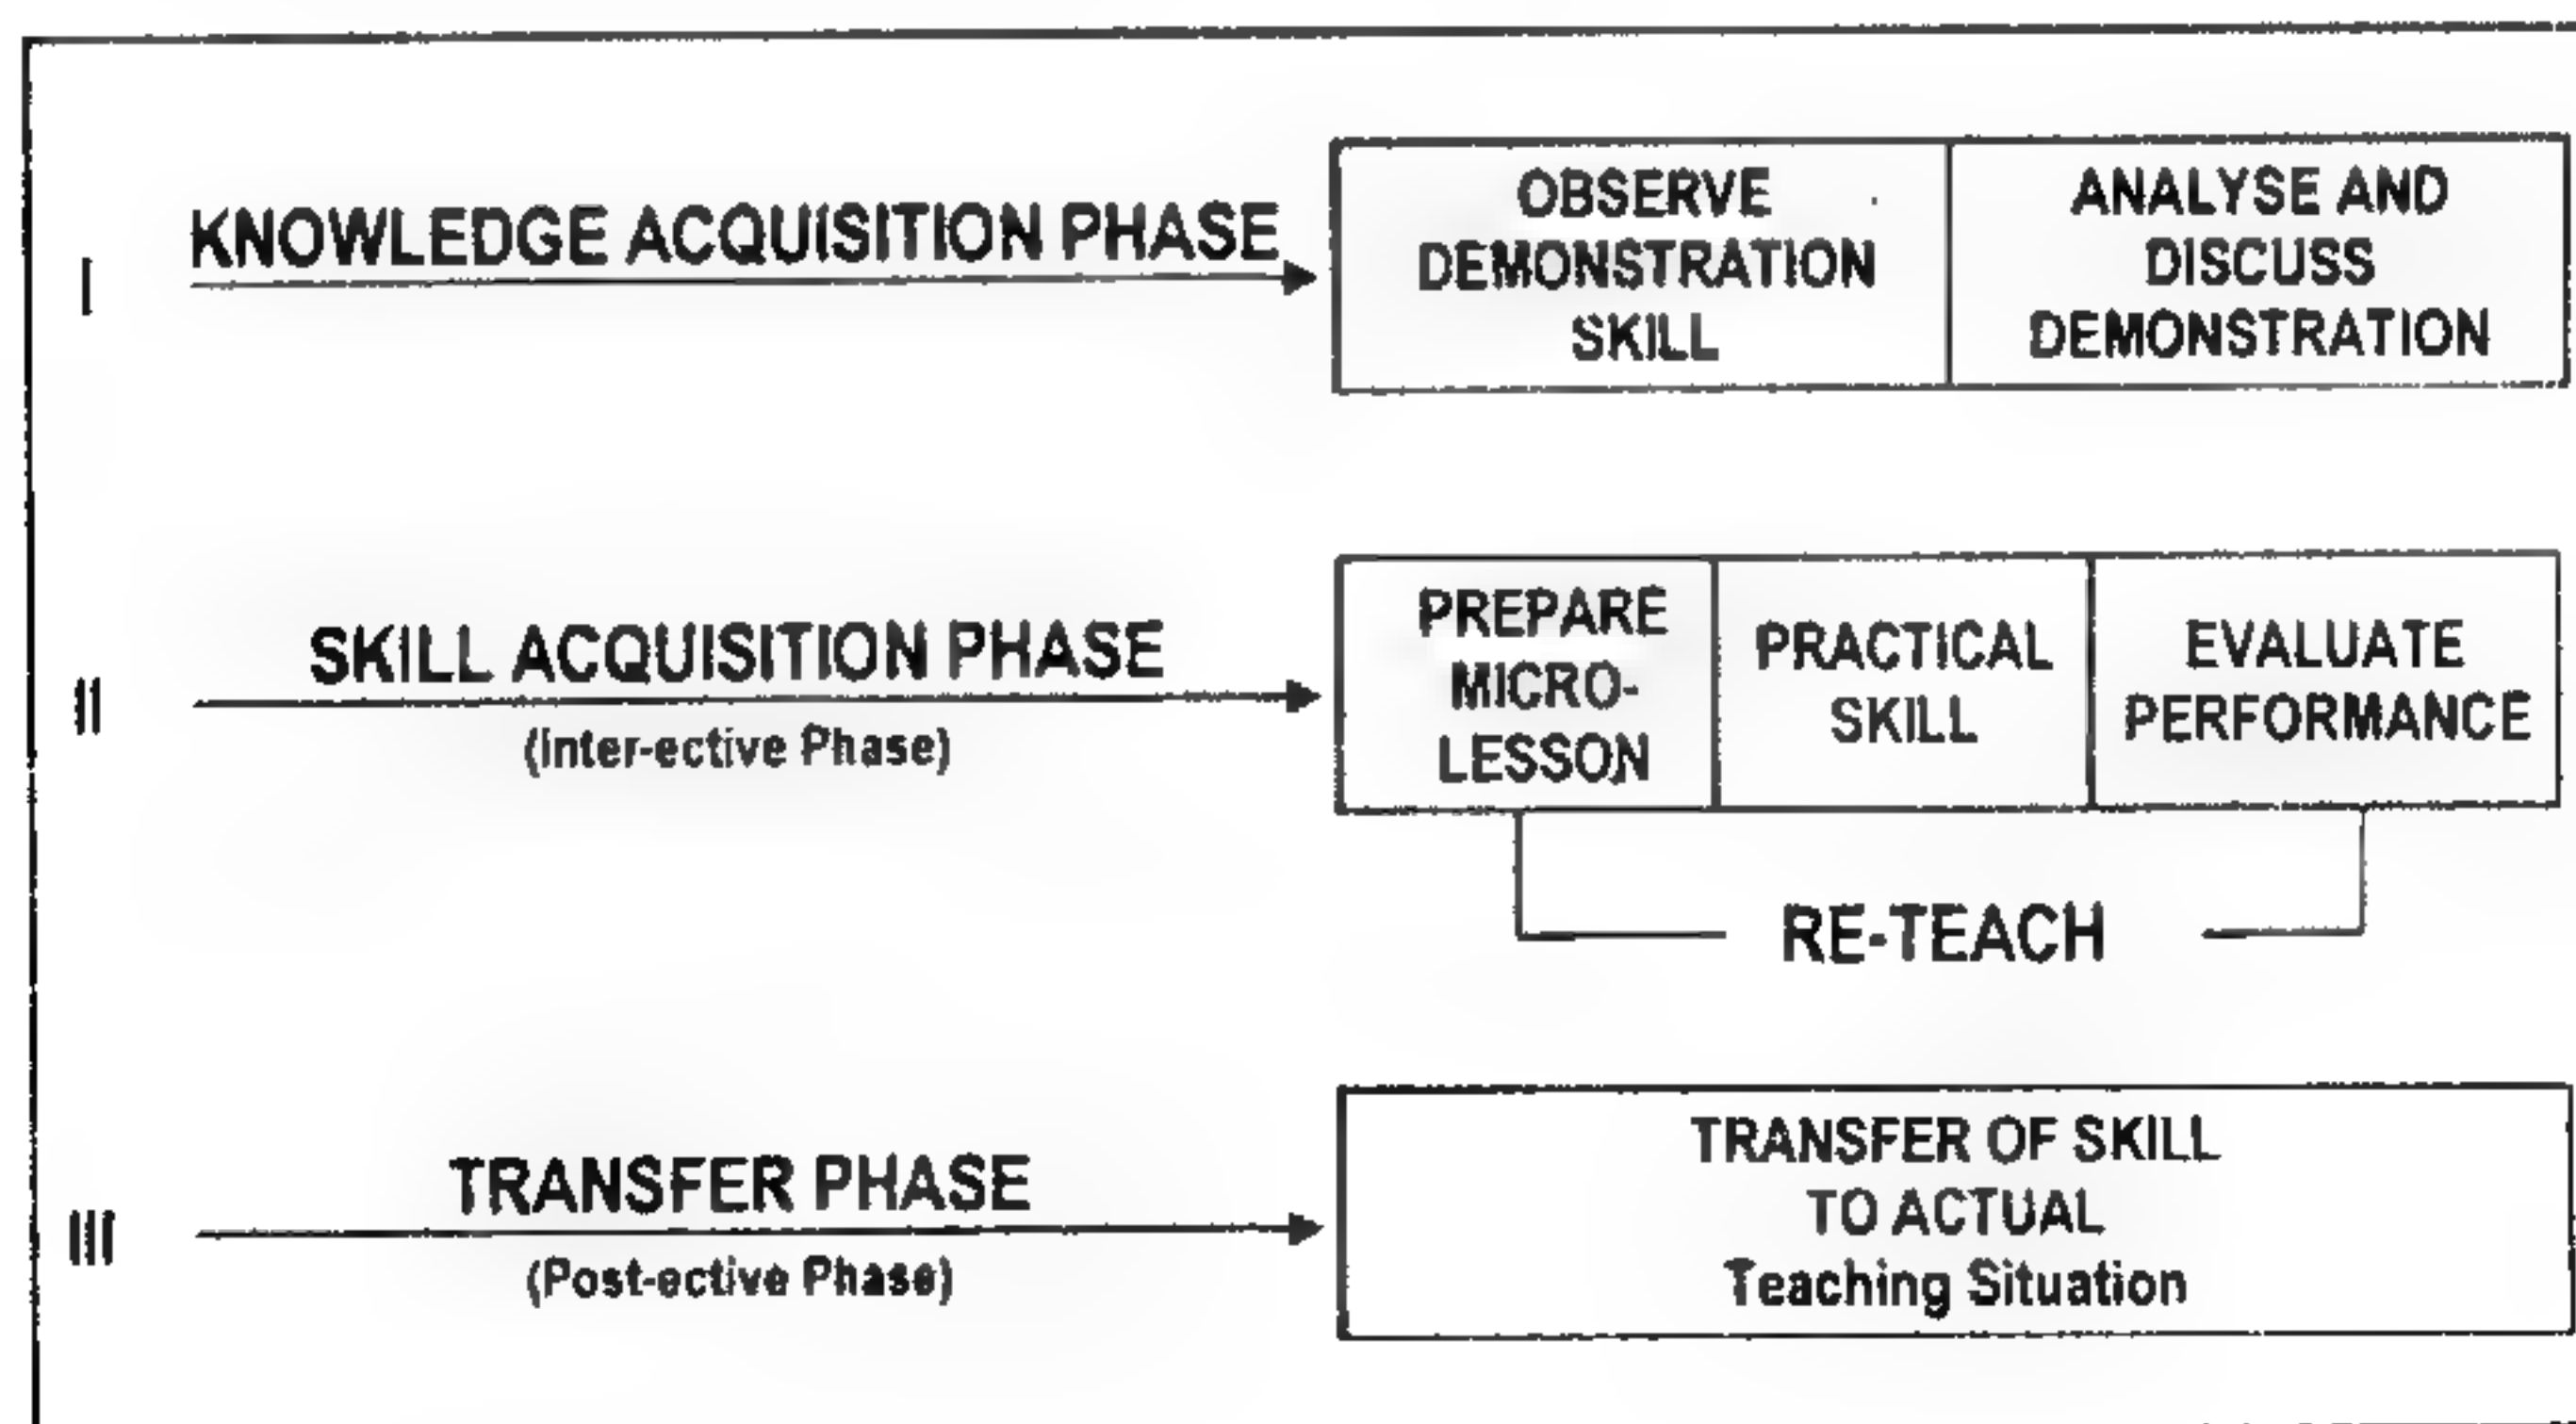 I
KNOWLEDGE ACQUISITION PHASE
OBSERVE
DEMONSTRATION
SKILL
ANALYSE AND
DISCUSS
DEMONSTRATION
II
SKILL ACQUISITION PHASE
(Inter-ective Phase)
PREPARE
MICRO-
LESSON
PRACTICAL
SKILL
EVALUATE
PERFORMANCE
RE-TEACH
III
TRANSFER PHASE
(Post-ective Phase)
TRANSFER OF SKILL
TO ACTUAL
Teaching Situation